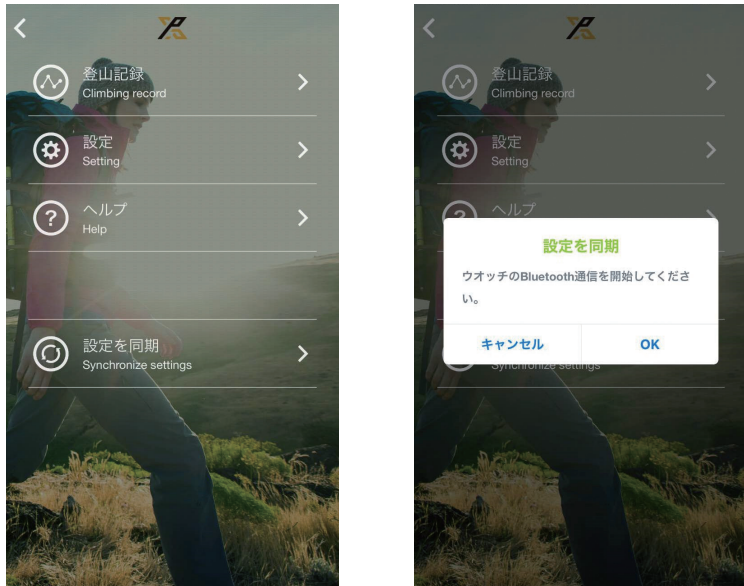 登山記録
Climbing record
設定
Setting
ヘルプ
Help
設定を同期
Synchronize settings
登山記録
Climbing record
設定
Setting
ヘルプ
設定を同期
ウオッチのBluetooth通信を開始してくださ
い。
キャンセル OK
Synchronize settings